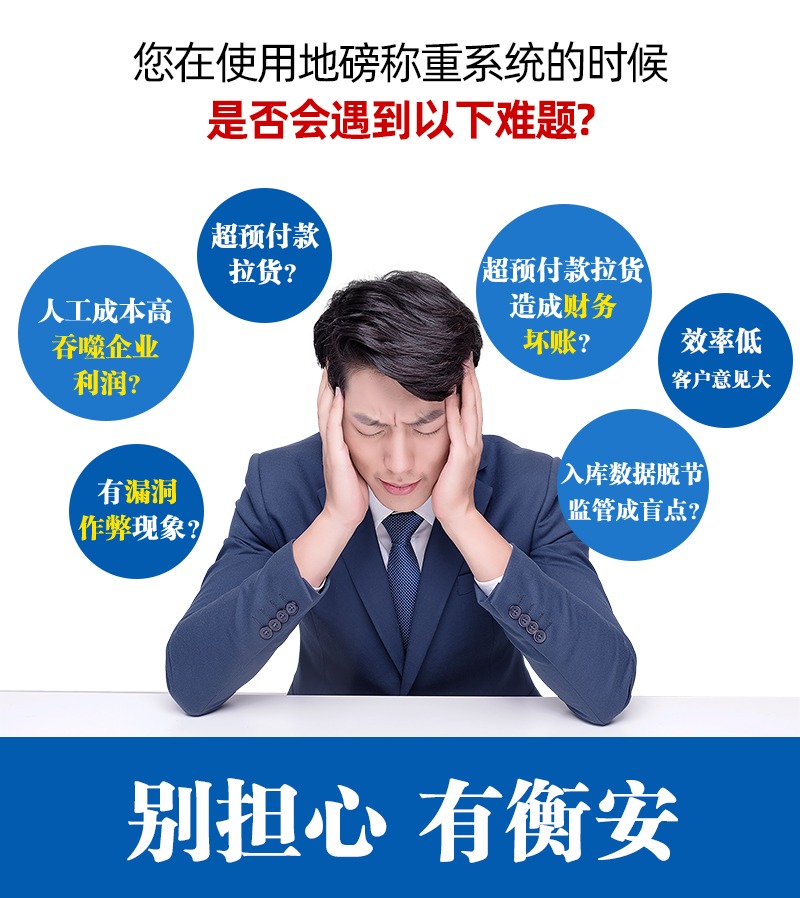 您在使用地磅称重系统的时候
是否会遇到以下难题?
超预付款
拉货?
超预付款拉货
造成财务
坏账?
人工成本高
吞噬企业
利润?
效率低
客户意见大
有漏洞
作弊现象?
入库数据脱节
监管成盲点?
别担心 有衡安